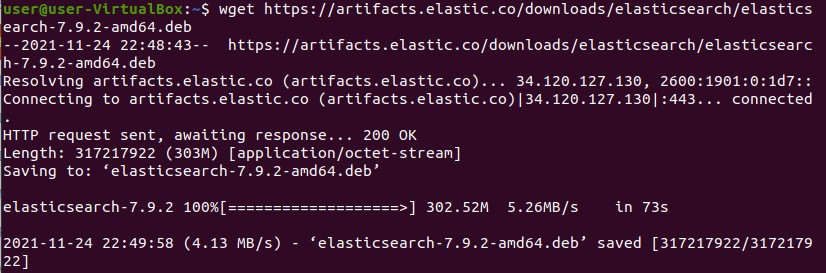 user@user-VirtualBox:~$ wget https://artifacts.elastic.co/downloads/elasticsearch/elastics
earch-7.9.2-amd64.deb
--2021-11-24 22:48:43--  https://artifacts.elastic.co/downloads/elasticsearch/elasticsearc
h-7.9.2-amd64.deb
Resolving artifacts.elastic.co (artifacts.elastic.co)... 34.120.127.130, 2600:1901:0:1d7::
Connecting to artifacts.elastic.co (artifacts.elastic.co)|34.120.127.130|:443... connected
.
HTTP request sent, awaiting response... 200 OK
Length: 317217922 (303M) [application/octet-stream]
Saving to: ‘elasticsearch-7.9.2-amd64.deb’
elasticsearch-7.9.2 100%[===================>] 302.52M  5.26MB/s    in 73s
2021-11-24 22:49:58 (4.13 MB/s) - ‘elasticsearch-7.9.2-amd64.deb’ saved [317217922/3172179
22]